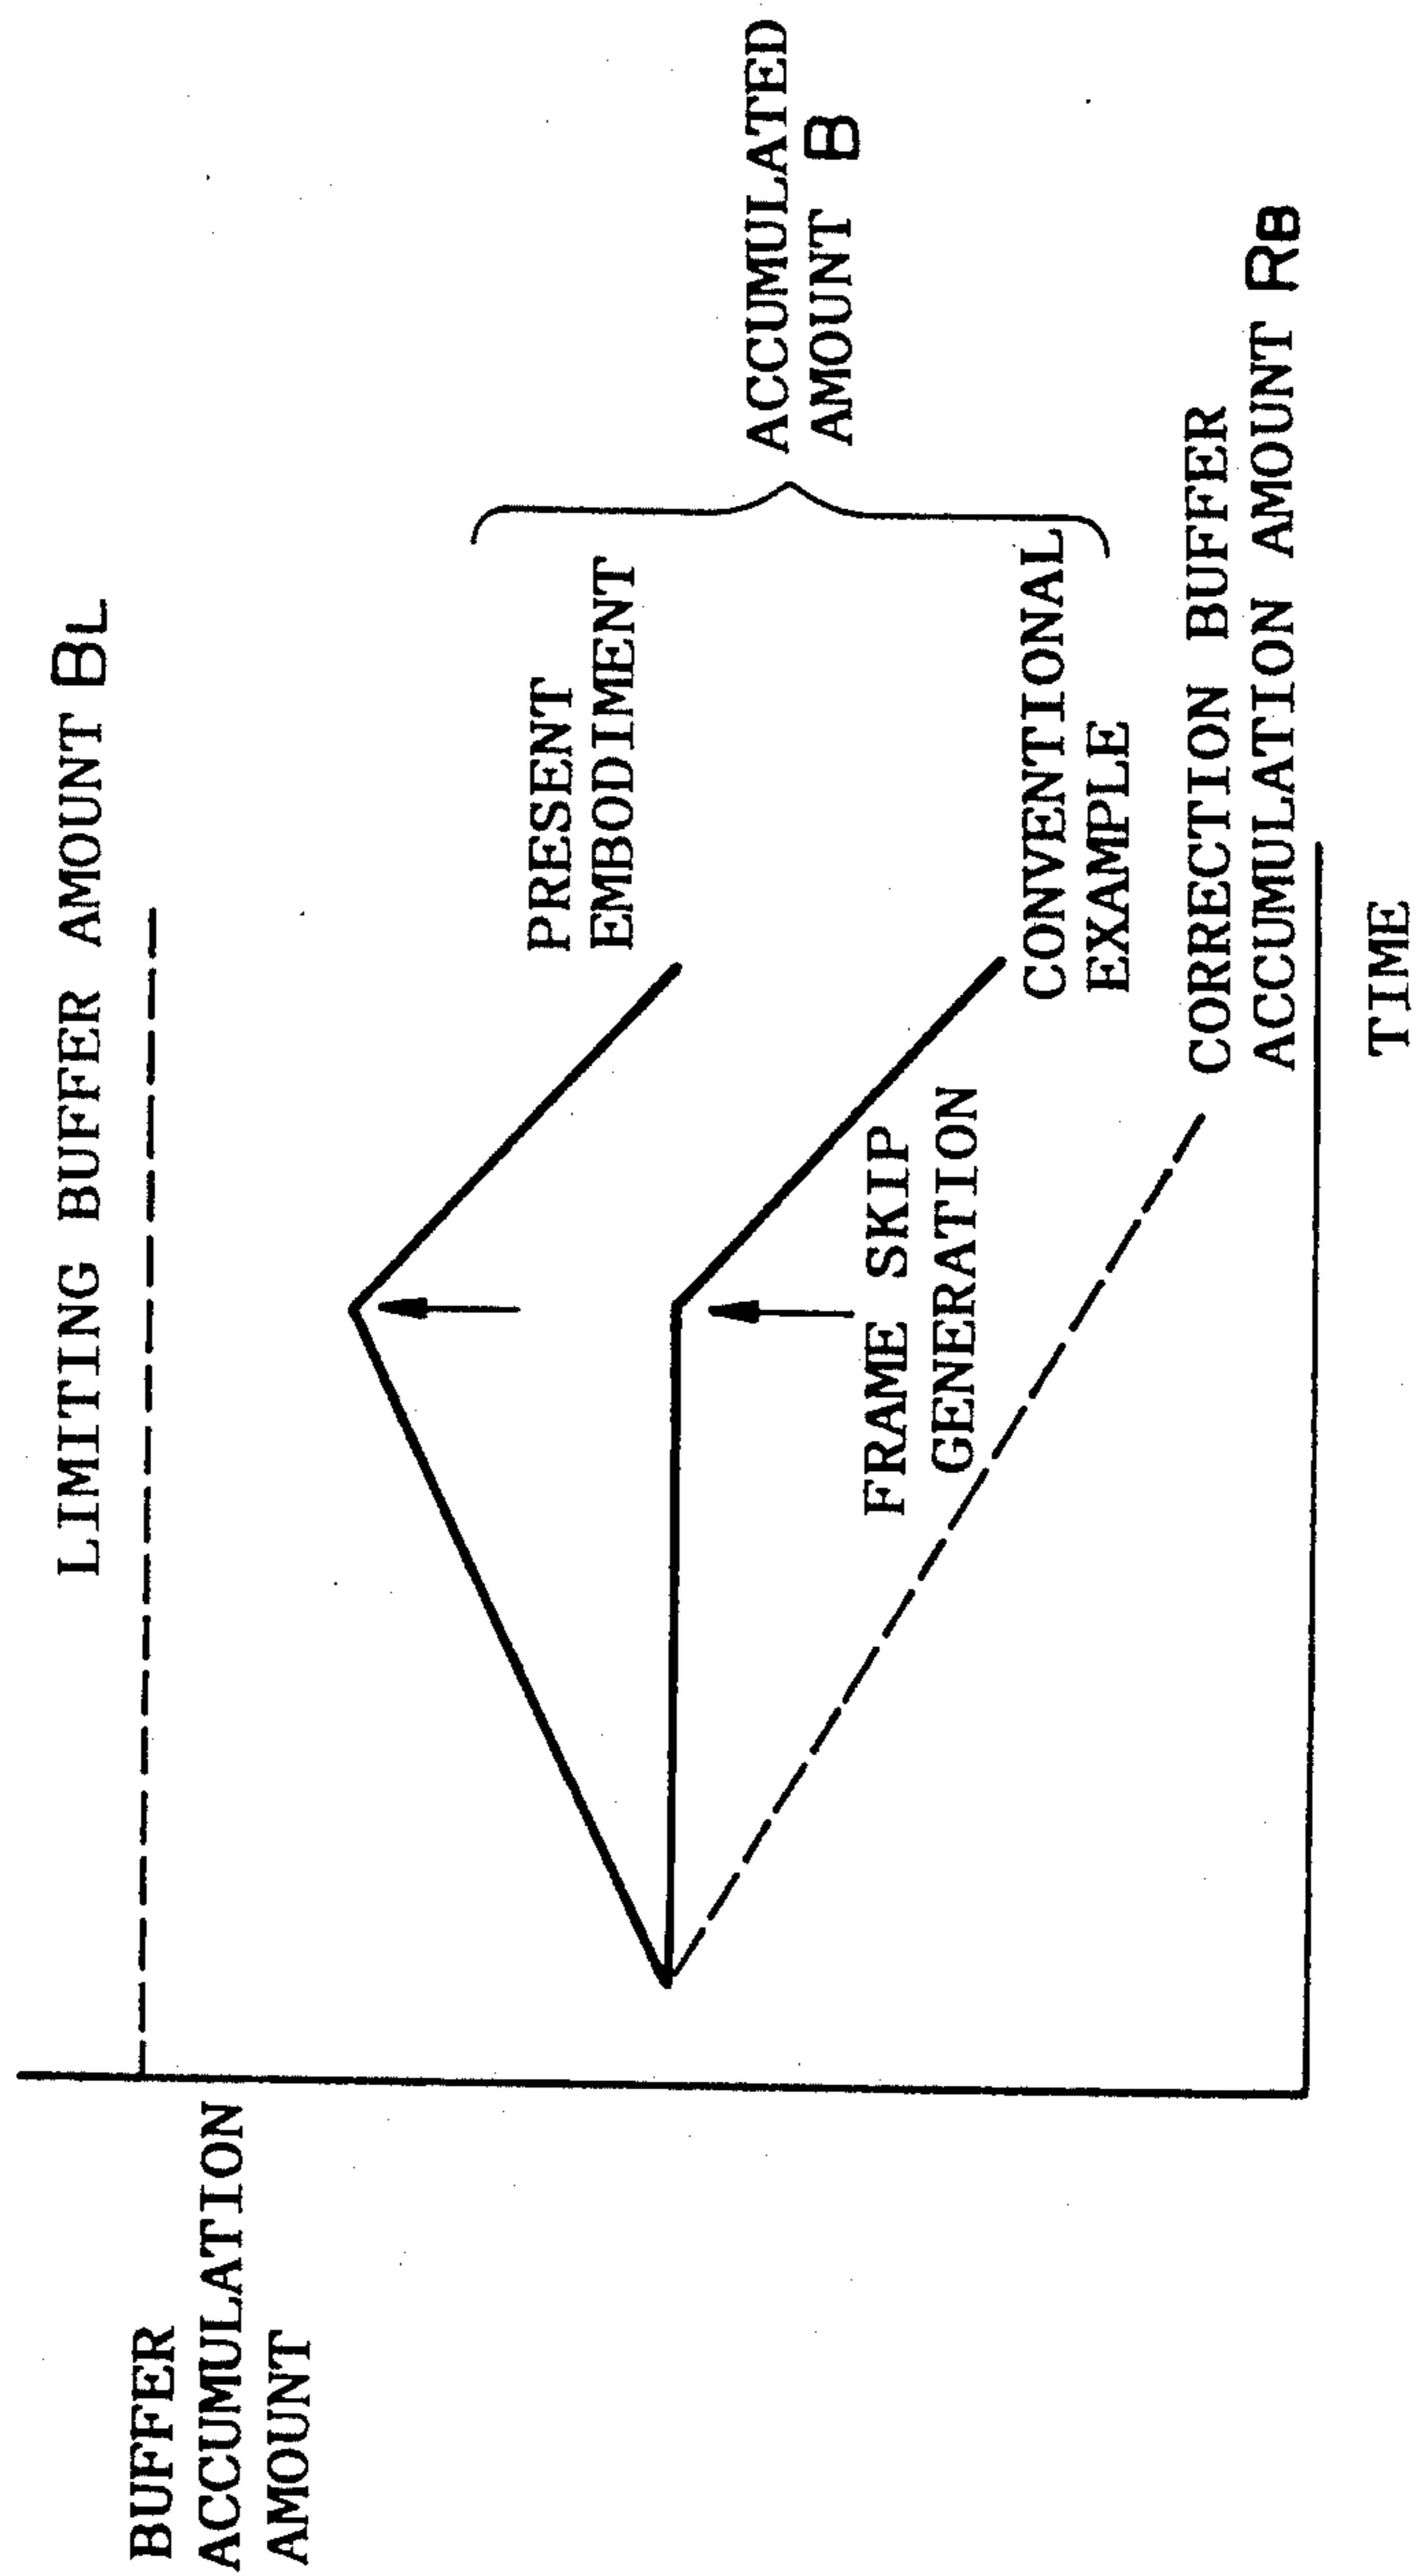 LIMITING BUFFER AMOUNT BL
BUFFER
ACCUMULATION
AMOUNT
PRESENT
EMBODIMENT
ACCUMULATED
AMOUNT B
FRAME SKIP
GENERATION
CONVENTIONAL
EXAMPLE
CORRECTION BUFFER
ACCUMULATION AMOUNT RB
TIME